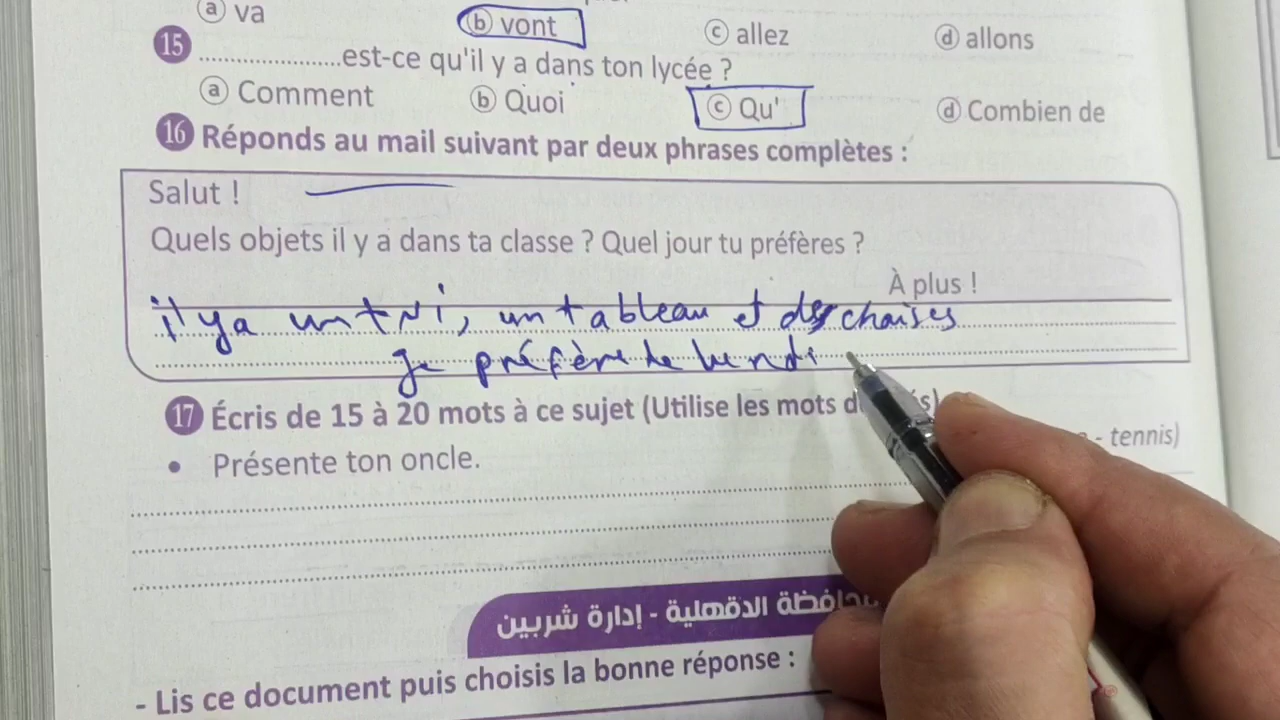 ⓐ va ⓑ vont ⓒ allez ⓓ allons
15 ......................est-ce qu'il y a dans ton lycée ?
ⓐ Comment ⓑ Quoi ⓒ Qu' ⓓ Combien de
16 Réponds au mail suivant par deux phrases complètes :
Salut !
Quels objets il y a dans ta classe ? Quel jour tu préfères ?
À plus !
il y a un tNi, un tableau et des chaises
Je préfère le lundi
17 Écris de 15 à 20 mots à ce sujet (Utilise les mots
- tennis)
• Présente ton oncle.
محافظة الدقهلية - إدارة شربين
- Lis ce document puis choisis la bonne réponse :